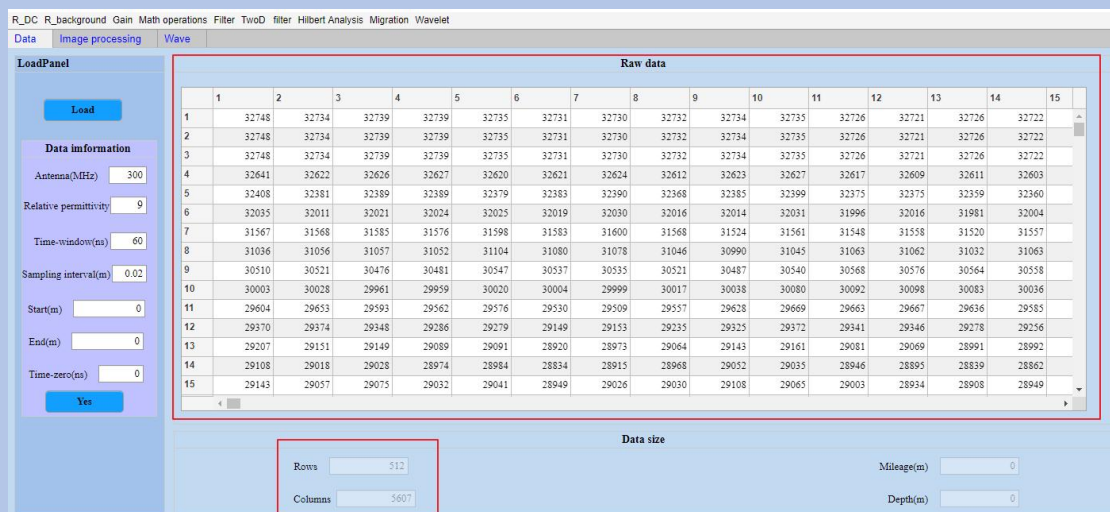 R_DC R_background Gain Math operations Filter TwoD filter Hilbert Analysis Migration Wavelet
Data Image processing Wave
LoadPanel
Raw data
Load
Data imformation
Antenna(MHz) 300
Relative permittivity 9
Time-window(ns) 60
Sampling interval(m) 0.02
Start(m) 0
End(m) 0
Time-zero(ns) 0
Yes
1 2 3 4 5 6 7 8 9 10 11 12 13 14 15
1 32748 32734 32739 32739 32735 32731 32730 32732 32734 32735 32726 32721 32726 32722
2 32748 32734 32739 32739 32735 32731 32730 32732 32734 32735 32726 32721 32726 32722
3 32748 32734 32739 32739 32735 32731 32730 32732 32734 32735 32726 32721 32726 32722
4 32641 32622 32626 32627 32620 32621 32624 32612 32623 32627 32617 32609 32611 32603
5 32408 32381 32389 32389 32379 32383 32390 32368 32385 32399 32375 32375 32359 32360
6 32035 32011 32021 32024 32025 32019 32030 32016 32014 32031 31996 32016 31981 32004
7 31567 31568 31585 31576 31598 31583 31600 31568 31524 31561 31548 31558 31520 31557
8 31036 31056 31057 31052 31104 31080 31078 31046 30990 31045 31063 31062 31032 31063
9 30510 30521 30476 30481 30547 30537 30535 30521 30487 30540 30568 30576 30564 30558
10 30003 30028 29961 29959 30020 30004 29999 30017 30038 30080 30092 30098 30083 30036
11 29604 29653 29593 29562 29576 29530 29509 29557 29628 29669 29663 29667 29636 29585
12 29370 29374 29348 29286 29279 29149 29153 29235 29325 29372 29341 29346 29278 29256
13 29207 29151 29149 29089 29091 28920 28973 29064 29143 29161 29081 29069 28991 28992
14 29108 29018 29028 28974 28984 28834 28915 28968 29052 29035 28946 28895 28839 28862
15 29143 29057 29075 29032 29041 28949 29026 29030 29108 29065 29003 28934 28908 28949
Data size
Rows 512
Mileage(m) 0
Columns 5607
Depth(m) 0